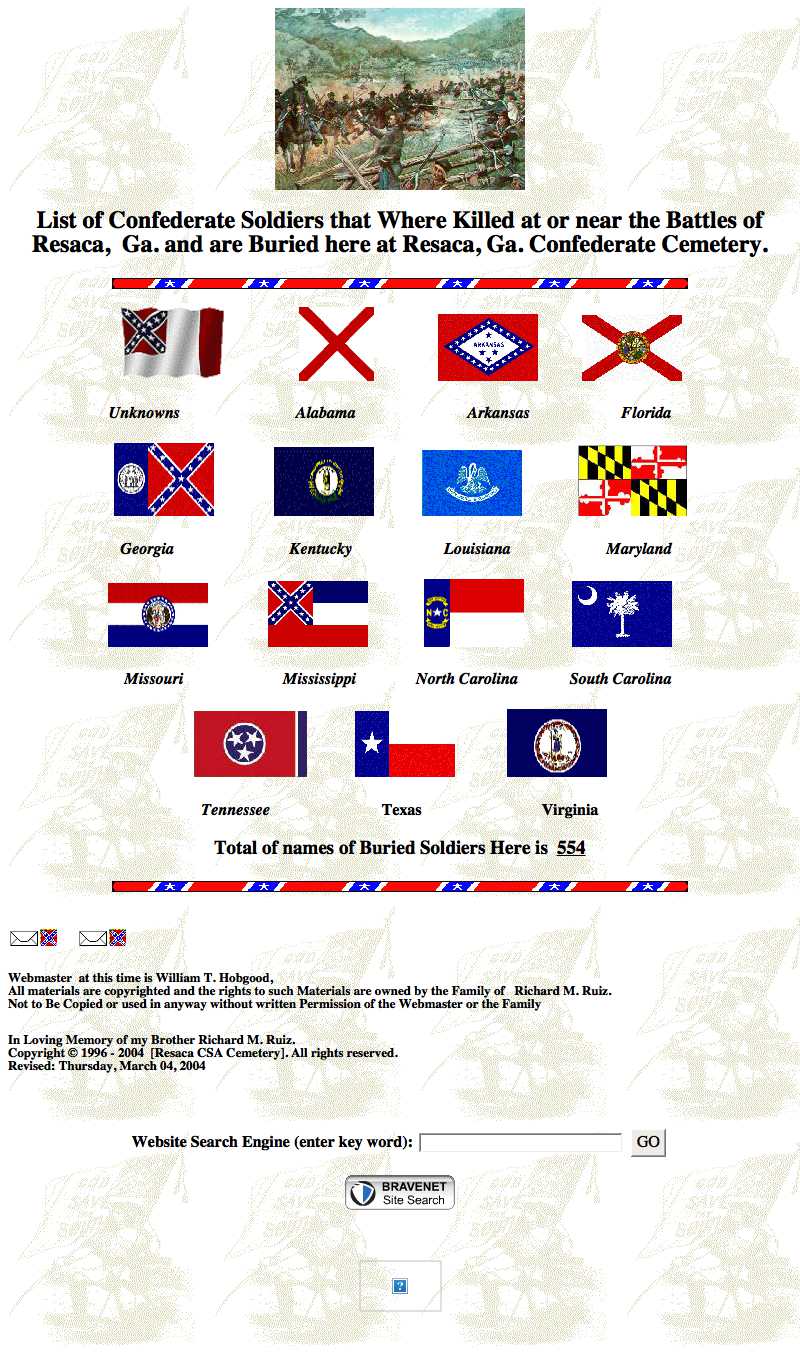 List of Confederate Soldiers that Where Killed at or near the Battles of
Resaca, Ga. and are Buried here at Resaca, Ga. Confederate Cemetery.
ARKANSAS
Unknowns Alabama Arkansas Florida
Georgia Kentucky Louisiana Maryland
Missouri Mississippi North Carolina South Carolina
Tennessee Texas Virginia
Total of names of Buried Soldiers Here is 554
Webmaster at this time is William T. Hobgood,
All materials are copyrighted and the rights to such Materials are owned by the Family of Richard M. Ruiz.
Not to Be Copied or used in anyway without written Permission of the Webmaster or the Family
In Loving Memory of my Brother Richard M. Ruiz.
Copyright © 1996 - 2004 [Resaca CSA Cemetery]. All rights reserved.
Revised: Thursday, March 04, 2004
Website Search Engine (enter key word): GO
BRAVENET
Site Search
?